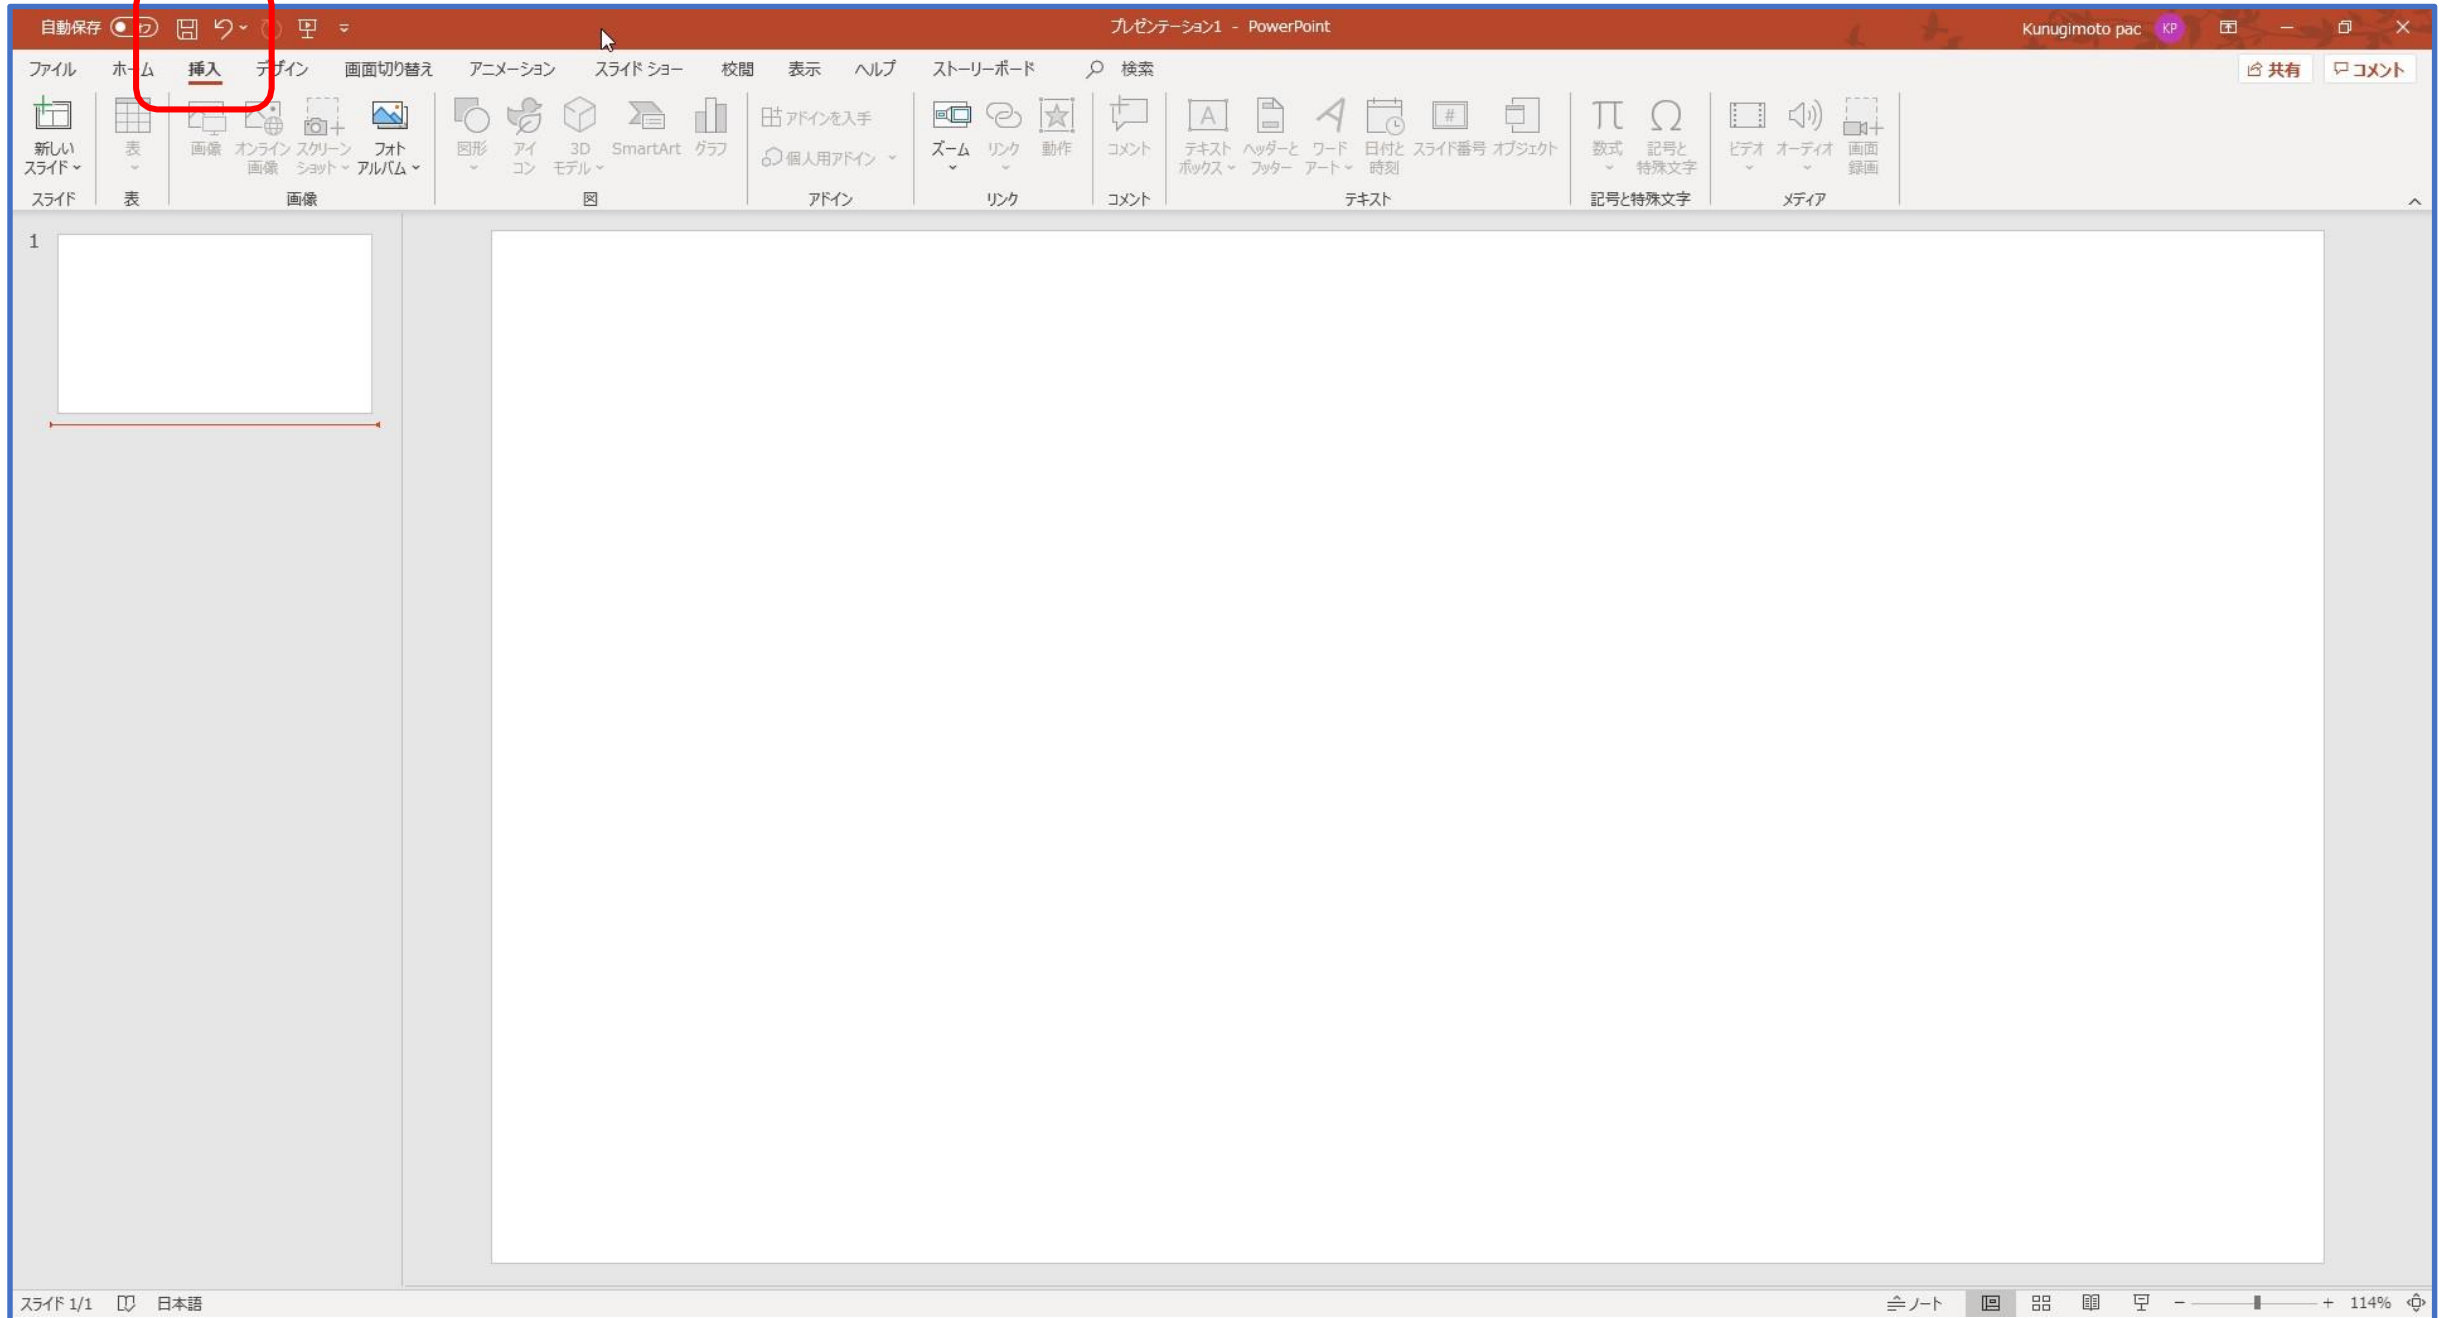 自動保存 オフ
プレゼンテーション1 - PowerPoint
Kunugimoto pac KP
ファイル ホーム 挿入 デザイン 画面切り替え アニメーション スライド ショー 校閲 表示 ヘルプ ストーリーボード 検索
共有 コメント
新しい
スライド
表
画像
オンライン
画像
スクリーン
ショット
フォト
アルバム
図形
アイ
コン
3D
モデル
SmartArt
グラフ
アドインを入手
個人用アドイン
ズーム
リンク
動作
コメント
テキスト
ボックス
ヘッダーと
フッター
ワード
アート
日付と
時刻
スライド番号
オブジェクト
数式
記号と
特殊文字
ビデオ
オーディオ
画面
録画
スライド 表 画像 図 アドイン リンク コメント テキスト 記号と特殊文字 メディア
1
スライド 1/1 日本語
ノート
114%